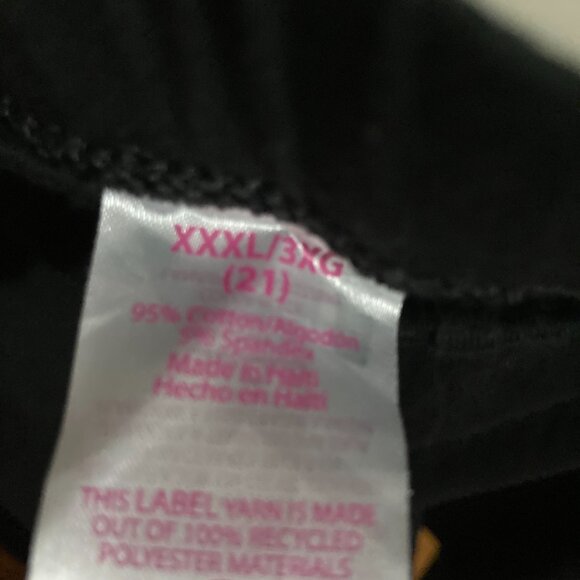 XXXL/3XG
(21)
95% Cotton/Algodon
5% Spandex
Made in Haiti
Hecho en Haiti
THIS LABEL YARN IS MADE
OUT OF 100% RECYCLED
POLYESTER MATERIALS